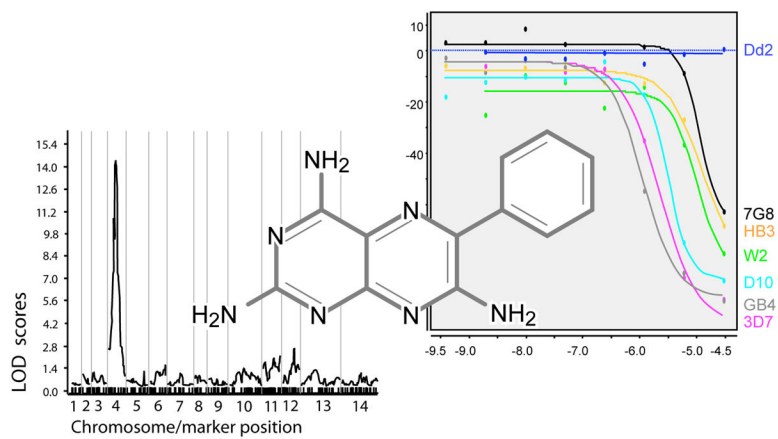 10
0
-20
-40
Dd2
7G8
HB3
W2
D10
GB4
3D7
-9.5 -9.0 -8.0 -7.0 -6.0 -5.0 -4.5
NH2
N N
N N
H2N NH2
LOD scores
15.4
14.0
12.6
11.2
9.8
8.4
7.0
5.6
4.2
2.8
1.4
0.0
1 2 3 4 5 6 7 8 9 10 11 12 13 14
Chromosome/marker position